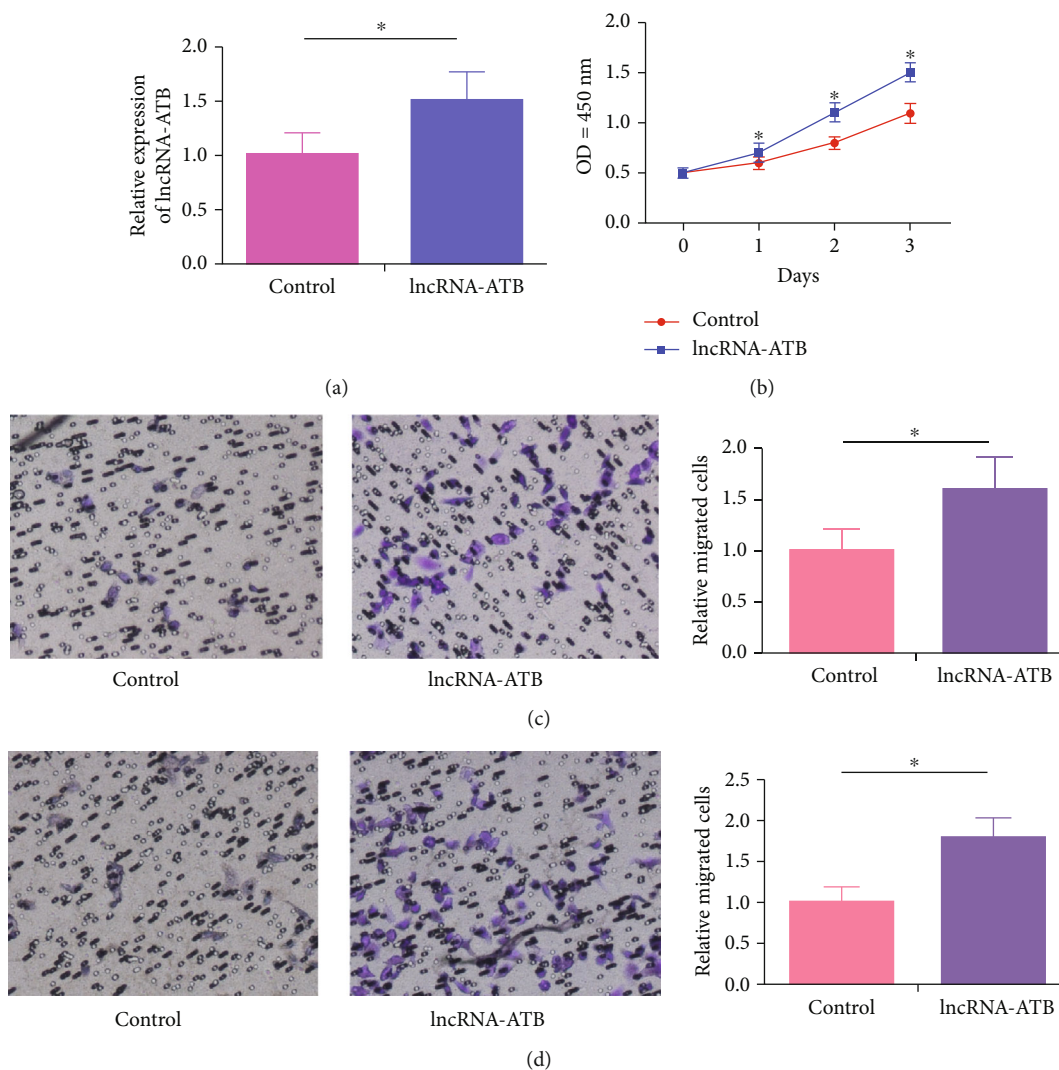 *
2.0
1.5
1.0
0.5
0.0
Relative expression
of lncRNA-ATB
Control
lncRNA-ATB
(a)
2.0
1.5
1.0
0.5
0.0
OD = 450 nm
*
*
*
0
1
2
3
Days
Control
lncRNA-ATB
(b)
Control
lncRNA-ATB
*
2.0
1.5
1.0
0.5
0.0
Relative migrated cells
Control
lncRNA-ATB
(c)
Control
lncRNA-ATB
*
2.5
2.0
1.5
1.0
0.5
0.0
Relative migrated cells
Control
lncRNA-ATB
(d)